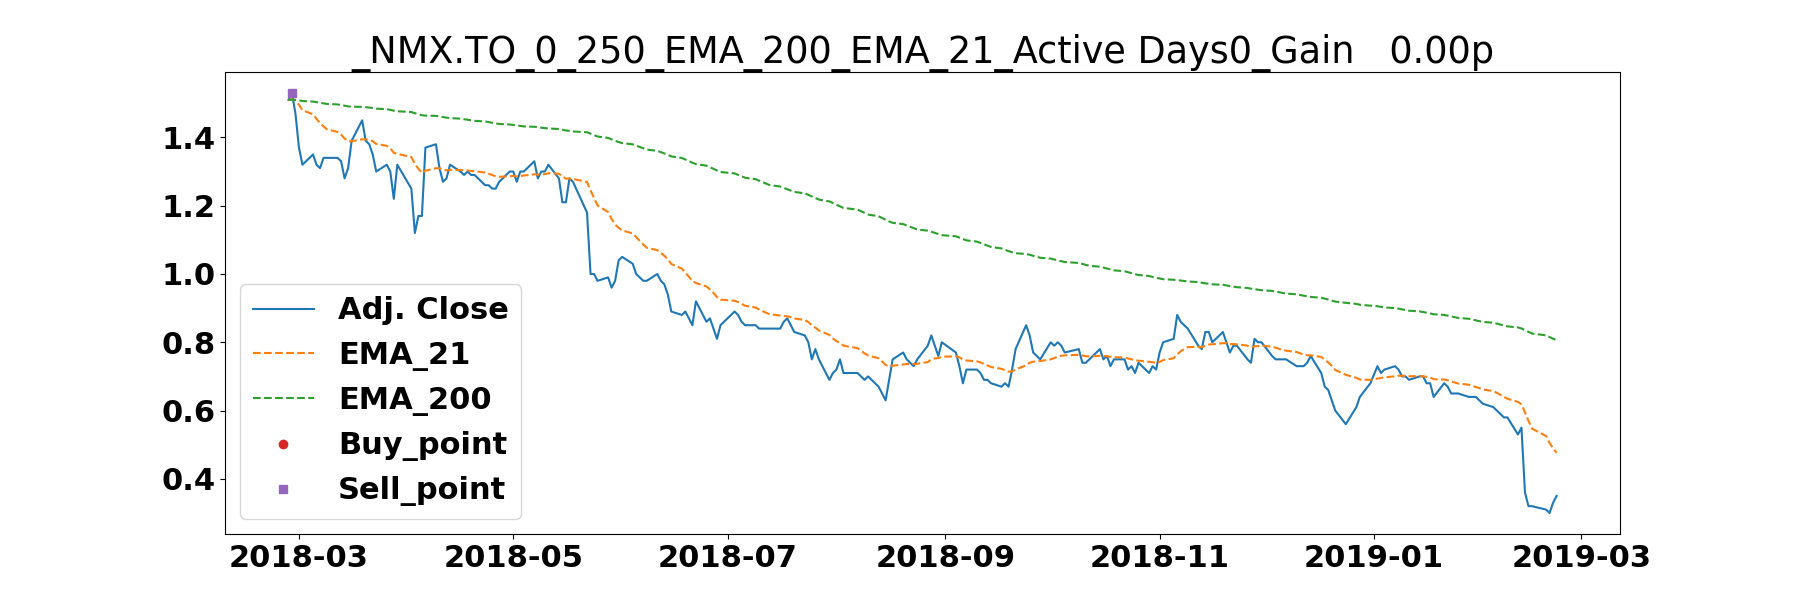 _NMX.TO_0_250_EMA_200_EMA_21_Active Days0_Gain   0.00p
1.4
1.2
1.0
0.8
0.6
0.4
Adj. Close
EMA_21
EMA_200
Buy_point
Sell_point
2018-03 2018-05 2018-07 2018-09 2018-11 2019-01 2019-03